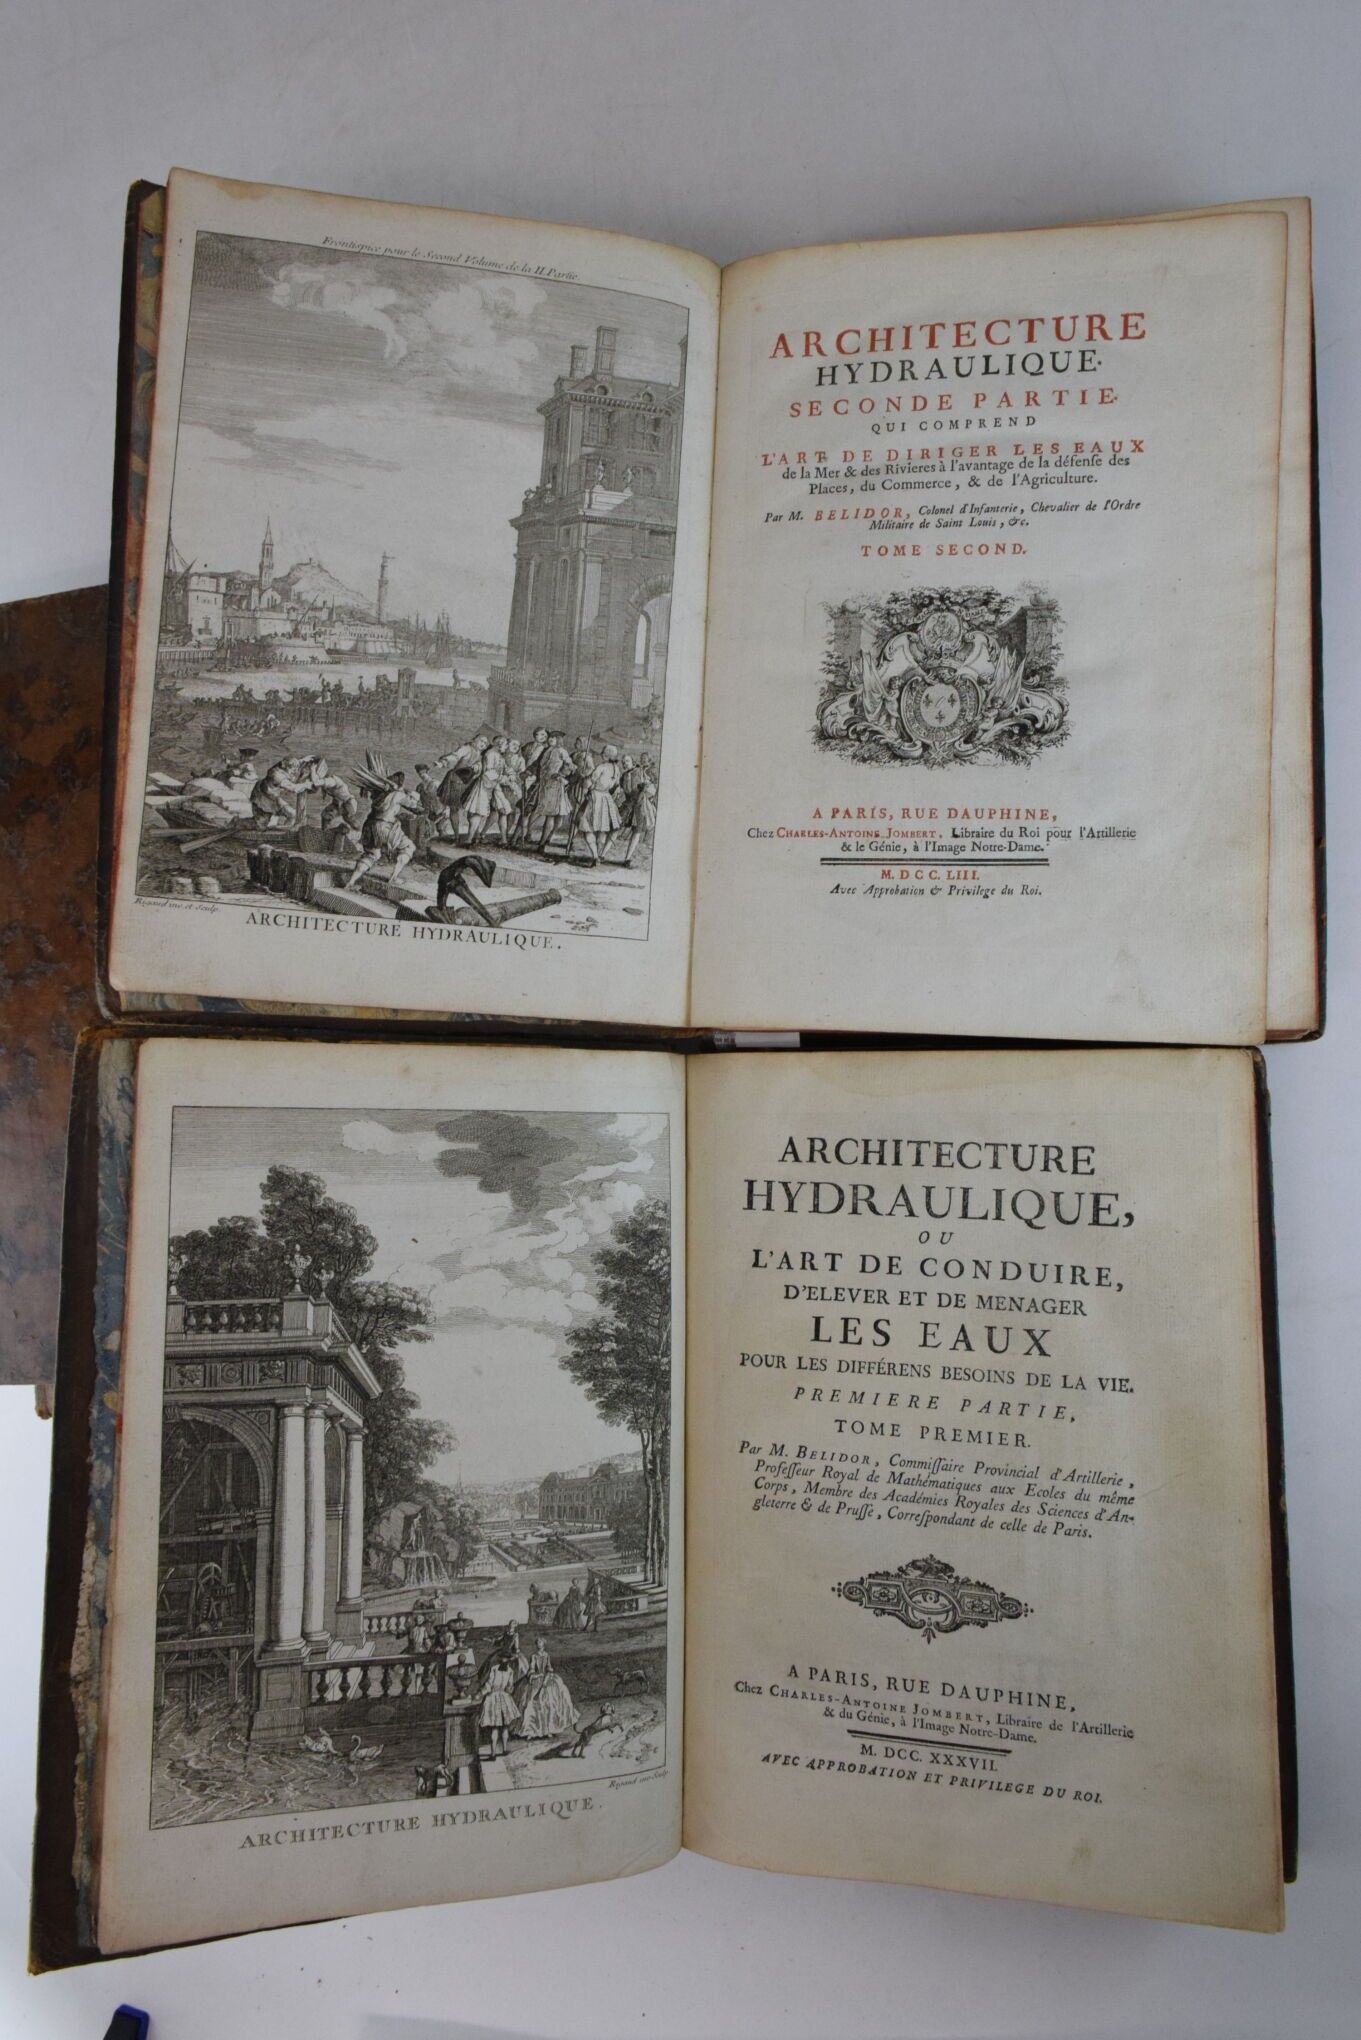 Frontispice pour le Second Volume de la II. Partie.
Rigaud inv. et Sculp.
ARCHITECTURE HYDRAULIQUE.
ARCHITECTURE
HYDRAULIQUE.
SECONDE PARTIE.
QUI COMPREND
L'ART DE DIRIGER LES EAUX
de la Mer & des Rivieres à l'avantage de la défense des
Places, du Commerce, & de l'Agriculture.
Par M. BELIDOR, Colonel d'Infanterie, Chevalier de l'Ordre
Militaire de Saint Louis, &c.
TOME SECOND.
A PARIS, RUE DAUPHINE,
Chez CHARLES-ANTOINE JOMBERT, Libraire du Roi pour l'Artillerie
& le Génie, à l'Image Notre-Dame.
M. DCC. LIII.
Avec Approbation & Privilege du Roi.
Rigaud inv. Sculp.
ARCHITECTURE HYDRAULIQUE.
ARCHITECTURE
HYDRAULIQUE,
OU
L'ART DE CONDUIRE,
D'ELEVER ET DE MENAGER
LES EAUX
POUR LES DIFFÉRENS BESOINS DE LA VIE.
PREMIERE PARTIE,
TOME PREMIER.
Par M. BELIDOR, Commissaire Provincial d'Artillerie,
Professeur Royal de Mathématiques aux Ecoles du même
Corps, Membre des Académies Royales des Sciences d'An-
gleterre & de Prusse, Correspondant de celle de Paris.
A PARIS, RUE DAUPHINE,
Chez CHARLES-ANTOINE JOMBERT, Libraire de l'Artillerie
& du Génie, à l'Image Notre-Dame.
M. DCC. XXXVII.
AVEC APPROBATION ET PRIVILEGE DU ROI.